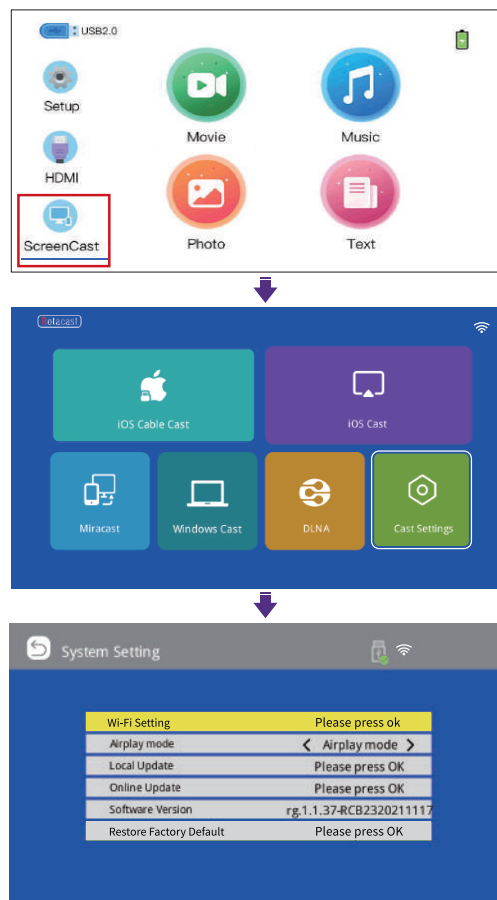 USB2.0
Setup
HDMI
ScreenCast
Movie
Music
Photo
Text
Rotacast
iOS Cable Cast
iOS Cast
Miracast
Windows Cast
DLNA
Cast Settings
System Setting
Wi-Fi Setting Please press ok
Airplay mode Airplay mode
Local Update Please press OK
Online Update Please press OK
Software Version rg.1.1.37-RCB2320211117
Restore Factory Default Please press OK